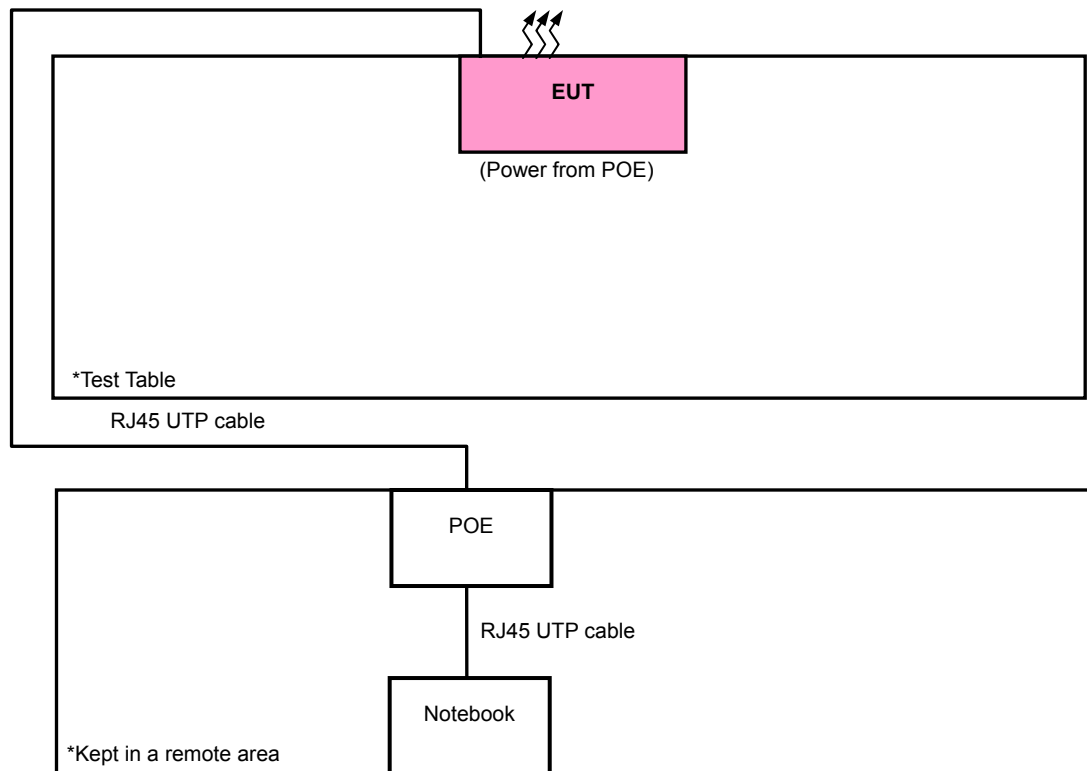 EUT
(Power from POE)
*Test Table
RJ45 UTP cable
POE
RJ45 UTP cable
Notebook
*Kept in a remote area